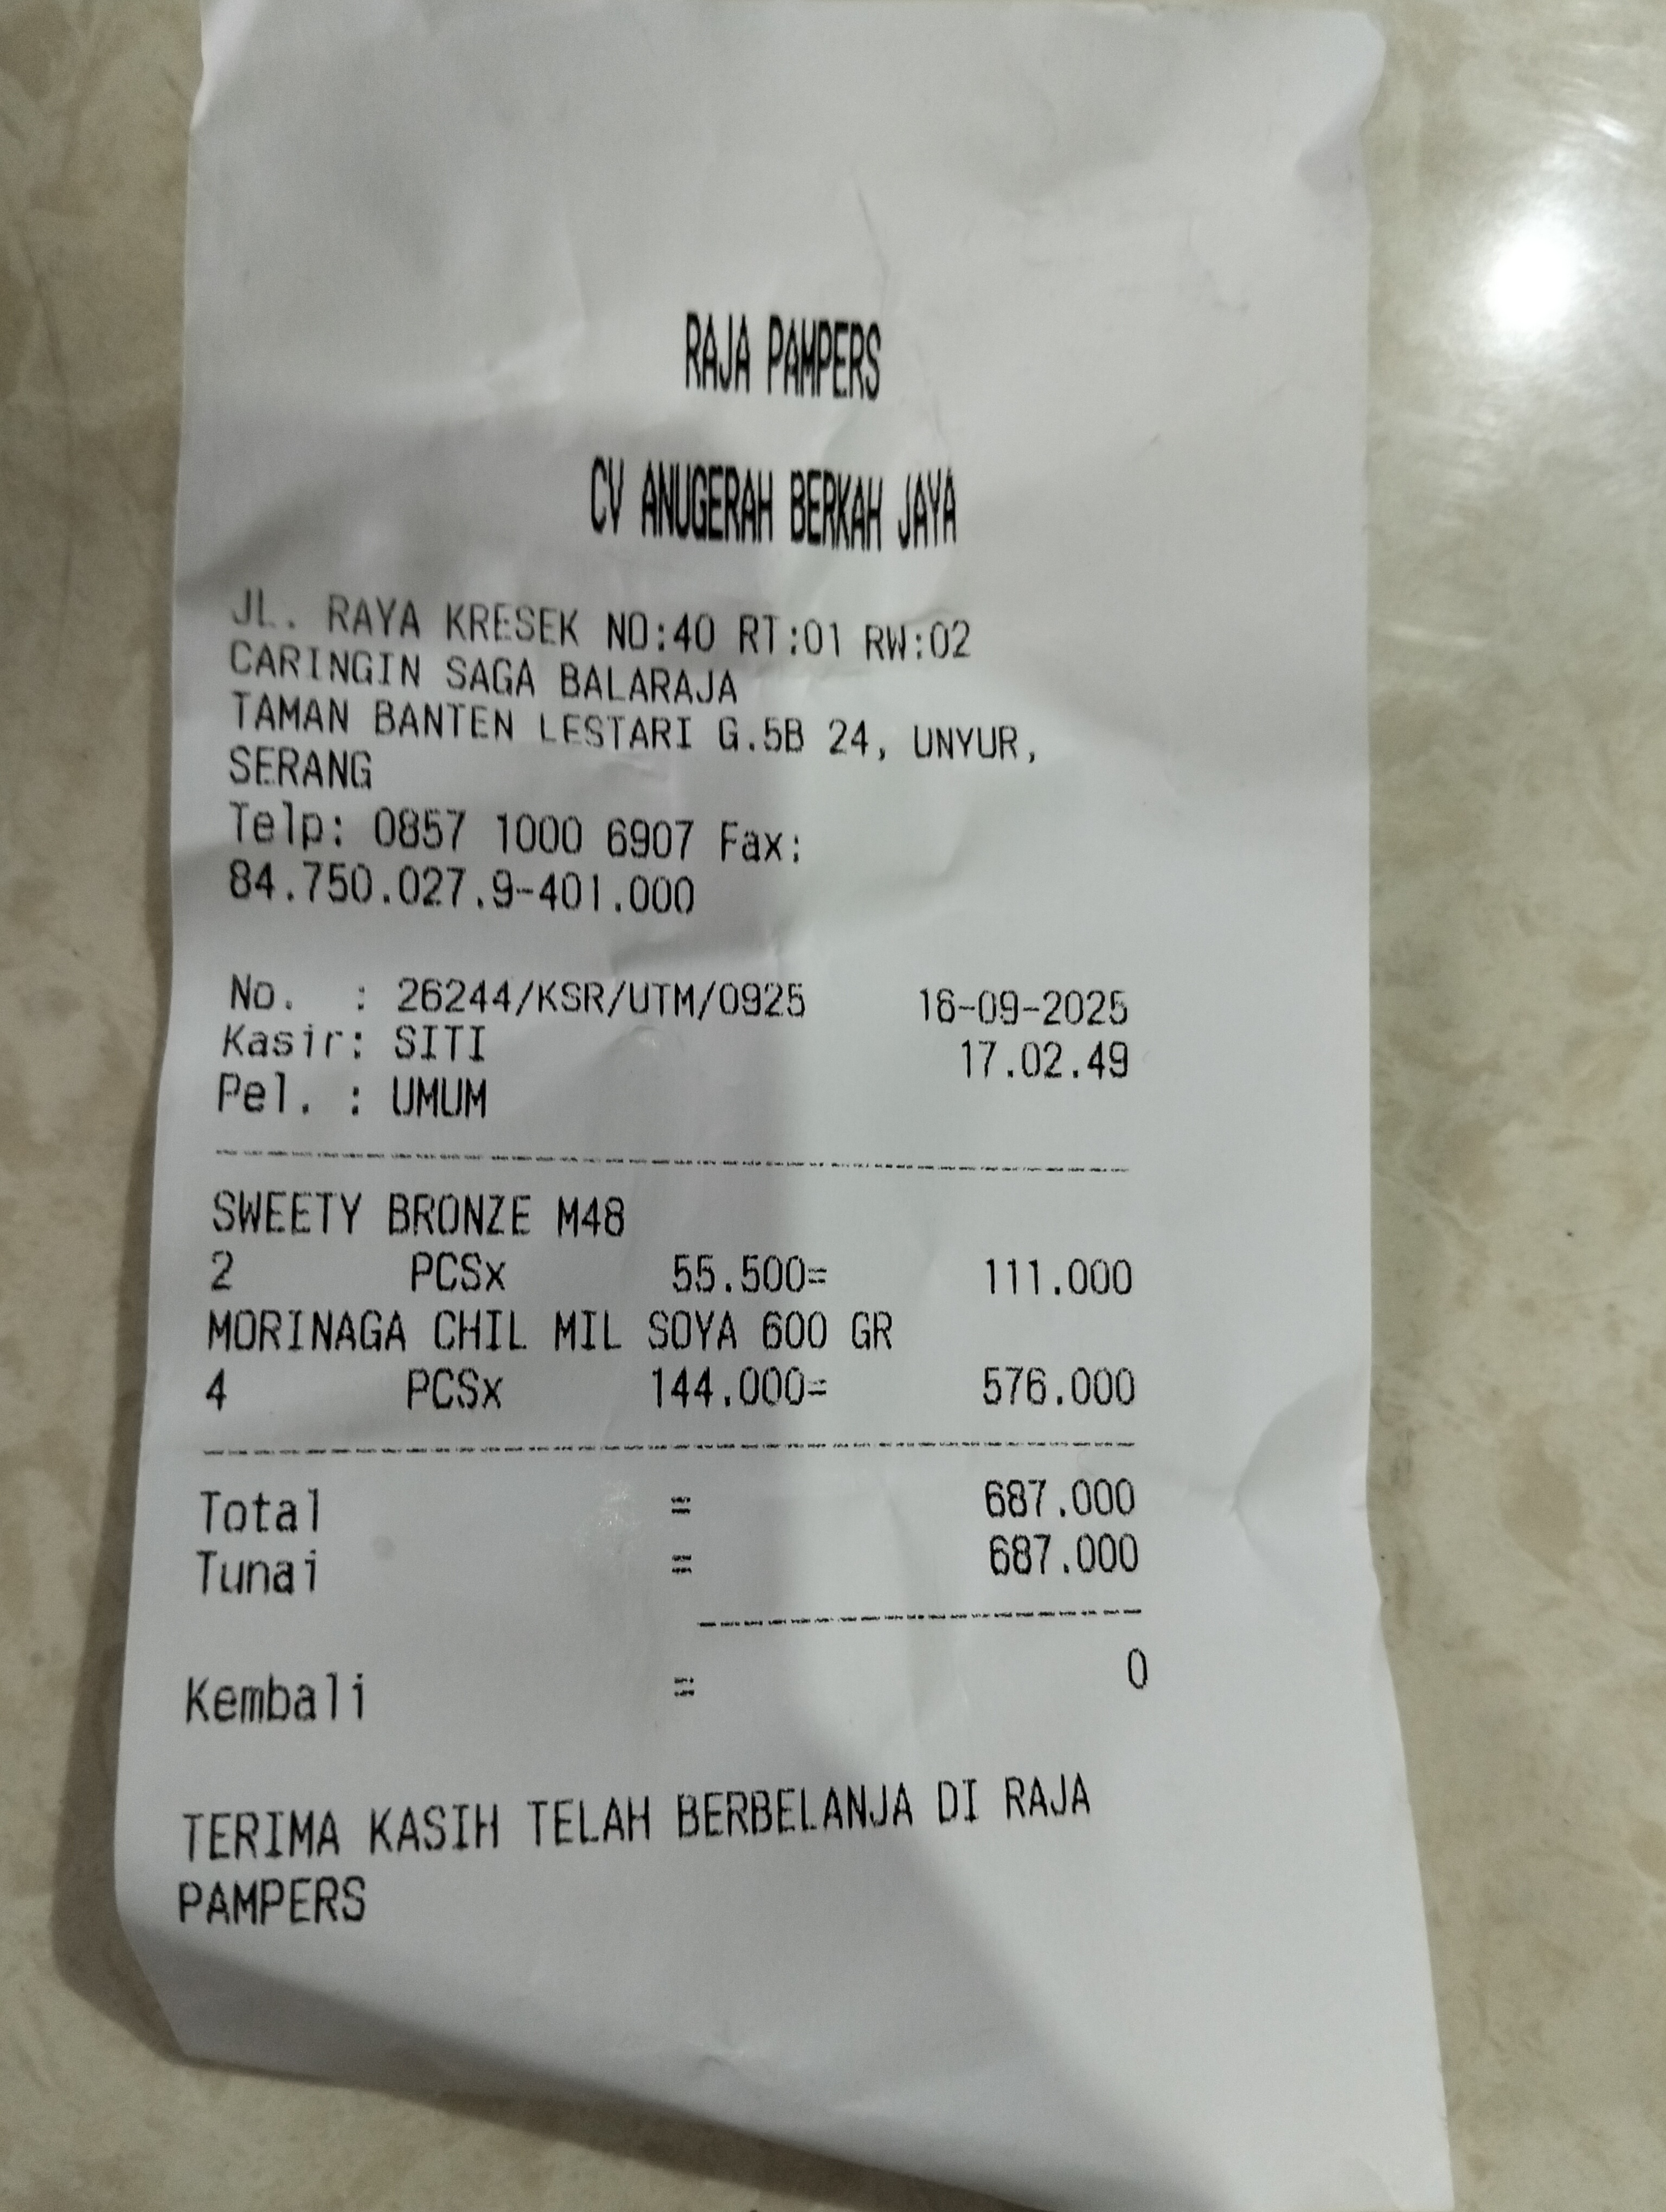 RAJA PAMPERS
CV ANUGERAH BERKAH JAYA
JL. RAYA KRESEK NO:40 RT:01 RW:02
CARINGIN SAGA BALARAJA
TAMAN BANTEN LESTARI G.5B 24, UNYUR,
SERANG
Telp: 0857 1000 6907 Fax:
84.750.027.9-401.000
No. : 26244/KSR/UTM/0925 16-09-2025
Kasir: SITI 17.02.49
Pel. : UMUM
SWEETY BRONZE M48
2 PCSx 55.500= 111.000
MORINAGA CHIL MIL SOYA 600 GR
4 PCSx 144.000= 576.000
Total = 687.000
Tunai = 687.000
Kembali = 0
TERIMA KASIH TELAH BERBELANJA DI RAJA
PAMPERS